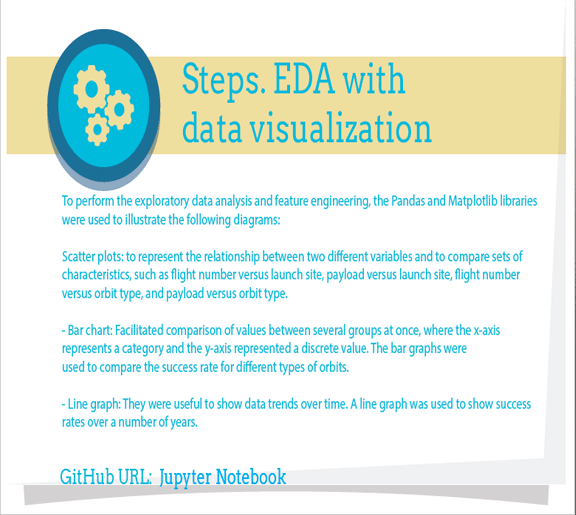 Steps. EDA with
data visualization
To perform the exploratory data analysis and feature engineering, the Pandas and Matplotlib libraries
were used to illustrate the following diagrams:
Scatter plots: to represent the relationship between two different variables and to compare sets of
characteristics, such as flight number versus launch site, payload versus launch site, flight number
versus orbit type, and payload versus orbit type.
- Bar chart: Facilitated comparison of values between several groups at once, where the x-axis
represents a category and the y-axis represented a discrete value. The bar graphs were
used to compare the success rate for different types of orbits.
- Line graph: They were useful to show data trends over time. A line graph was used to show success
rates over a number of years.
GitHub URL: Jupyter Notebook